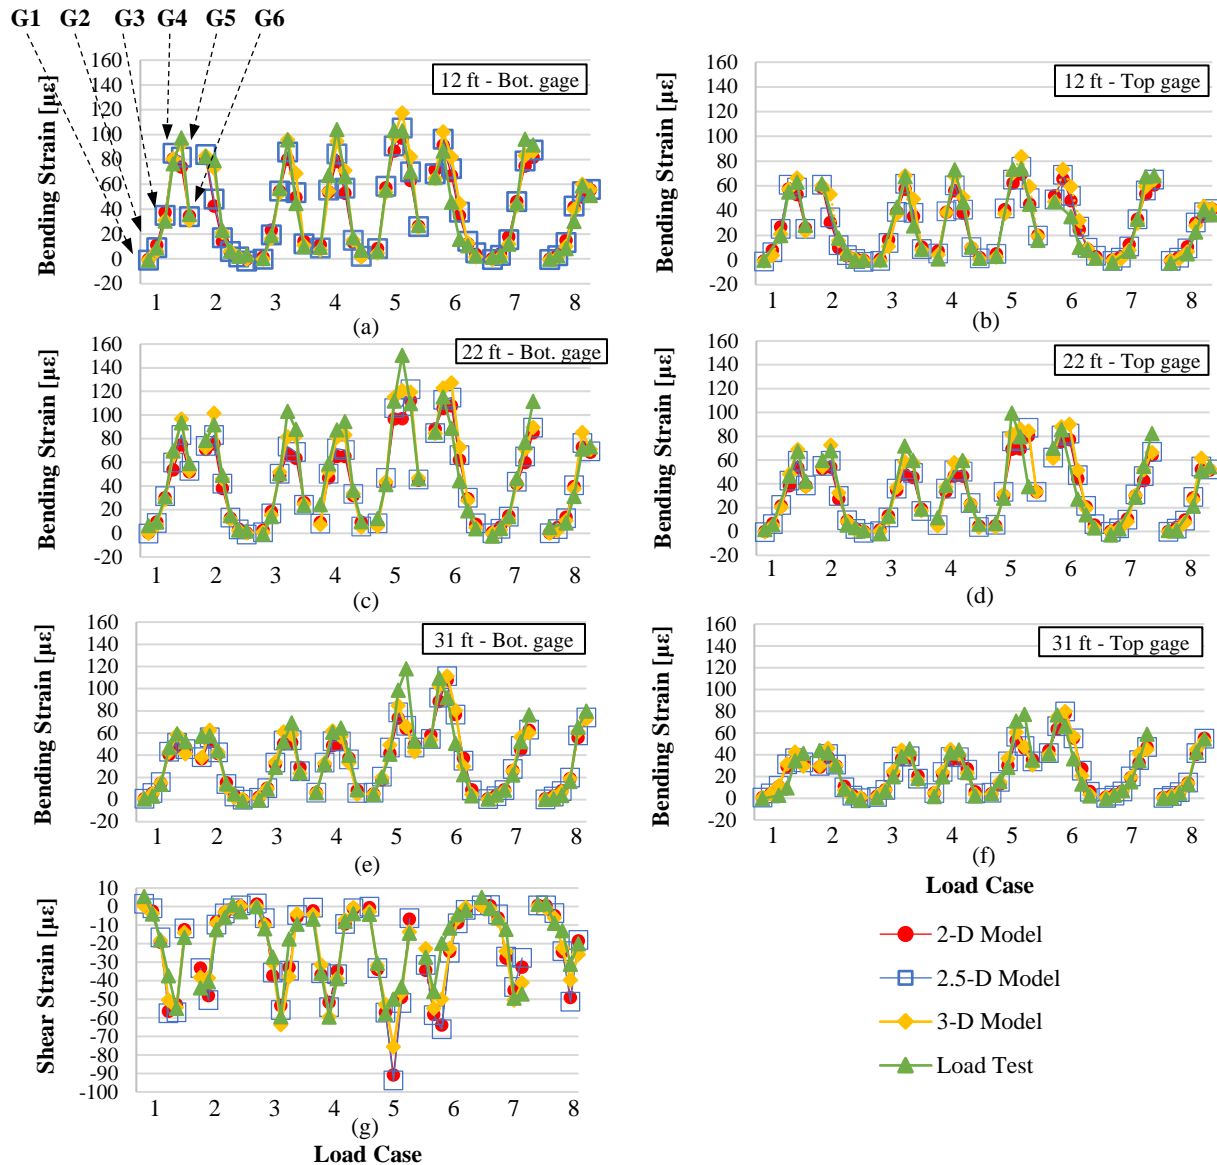 G1 G2 G3 G4 G5 G6
Bending Strain [µε}
160
140
120
100
80
60
40
20
0
-20
12 ft - Bot. gage
1 2 3 4 5 6 7 8
(a)
Bending Strain [µε]
160
140
120
100
80
60
40
20
0
-20
12 ft - Top gage
1 2 3 4 5 6 7 8
(b)
Bending Strain [µε]
160
140
120
100
80
60
40
20
0
-20
22 ft - Bot. gage
1 2 3 4 5 6 7 8
(c)
Bending Strain [µε]
160
140
120
100
80
60
40
20
0
-20
22 ft - Top gage
1 2 3 4 5 6 7 8
(d)
Bending Strain [µε]
160
140
120
100
80
60
40
20
0
-20
31 ft - Bot. gage
1 2 3 4 5 6 7 8
(e)
Bending Strain [µε]
160
140
120
100
80
60
40
20
0
-20
31 ft - Top gage
1 2 3 4 5 6 7 8
(f)
Load Case
Shear Strain [µε]
10
0
-10
-20
-30
-40
-50
-60
-70
-80
-90
-100
1 2 3 4 5 6 7 8
(g)
Load Case
2-D Model
2.5-D Model
3-D Model
Load Test